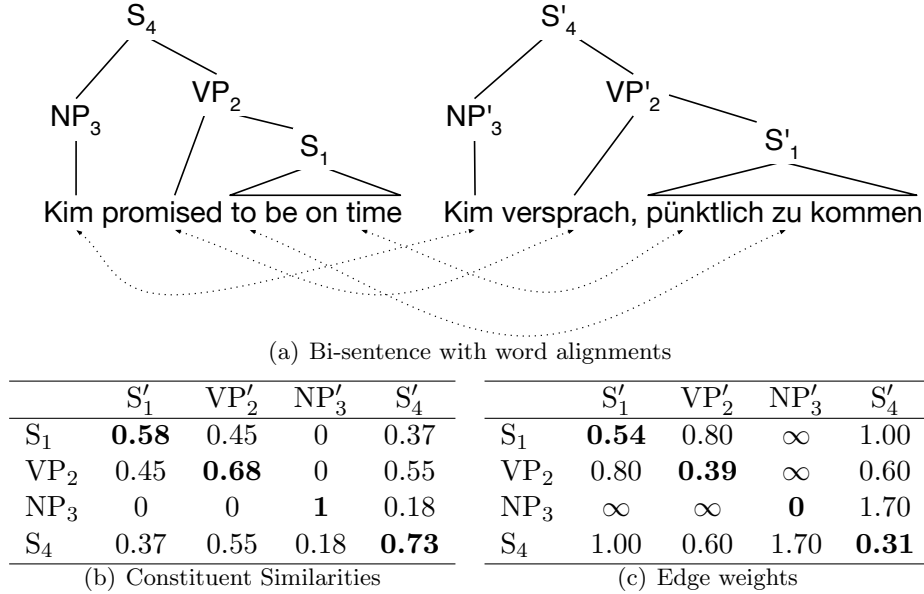 S4 S'4
VP2 VP'2
NP3 NP'3
S1 S'1
Kim promised to be on time Kim versprach, pünktlich zu kommen
(a) Bi-sentence with word alignments
S′1 VP′2 NP′3 S′4
S1 0.58 0.45 0 0.37
VP2 0.45 0.68 0 0.55
NP3 0 0 1 0.18
S4 0.37 0.55 0.18 0.73
(b) Constituent Similarities
S′1 VP′2 NP′3 S′4
S1 0.54 0.80 ∞ 1.00
VP2 0.80 0.39 ∞ 0.60
NP3 ∞ ∞ 0 1.70
S4 1.00 0.60 1.70 0.31
(c) Edge weights